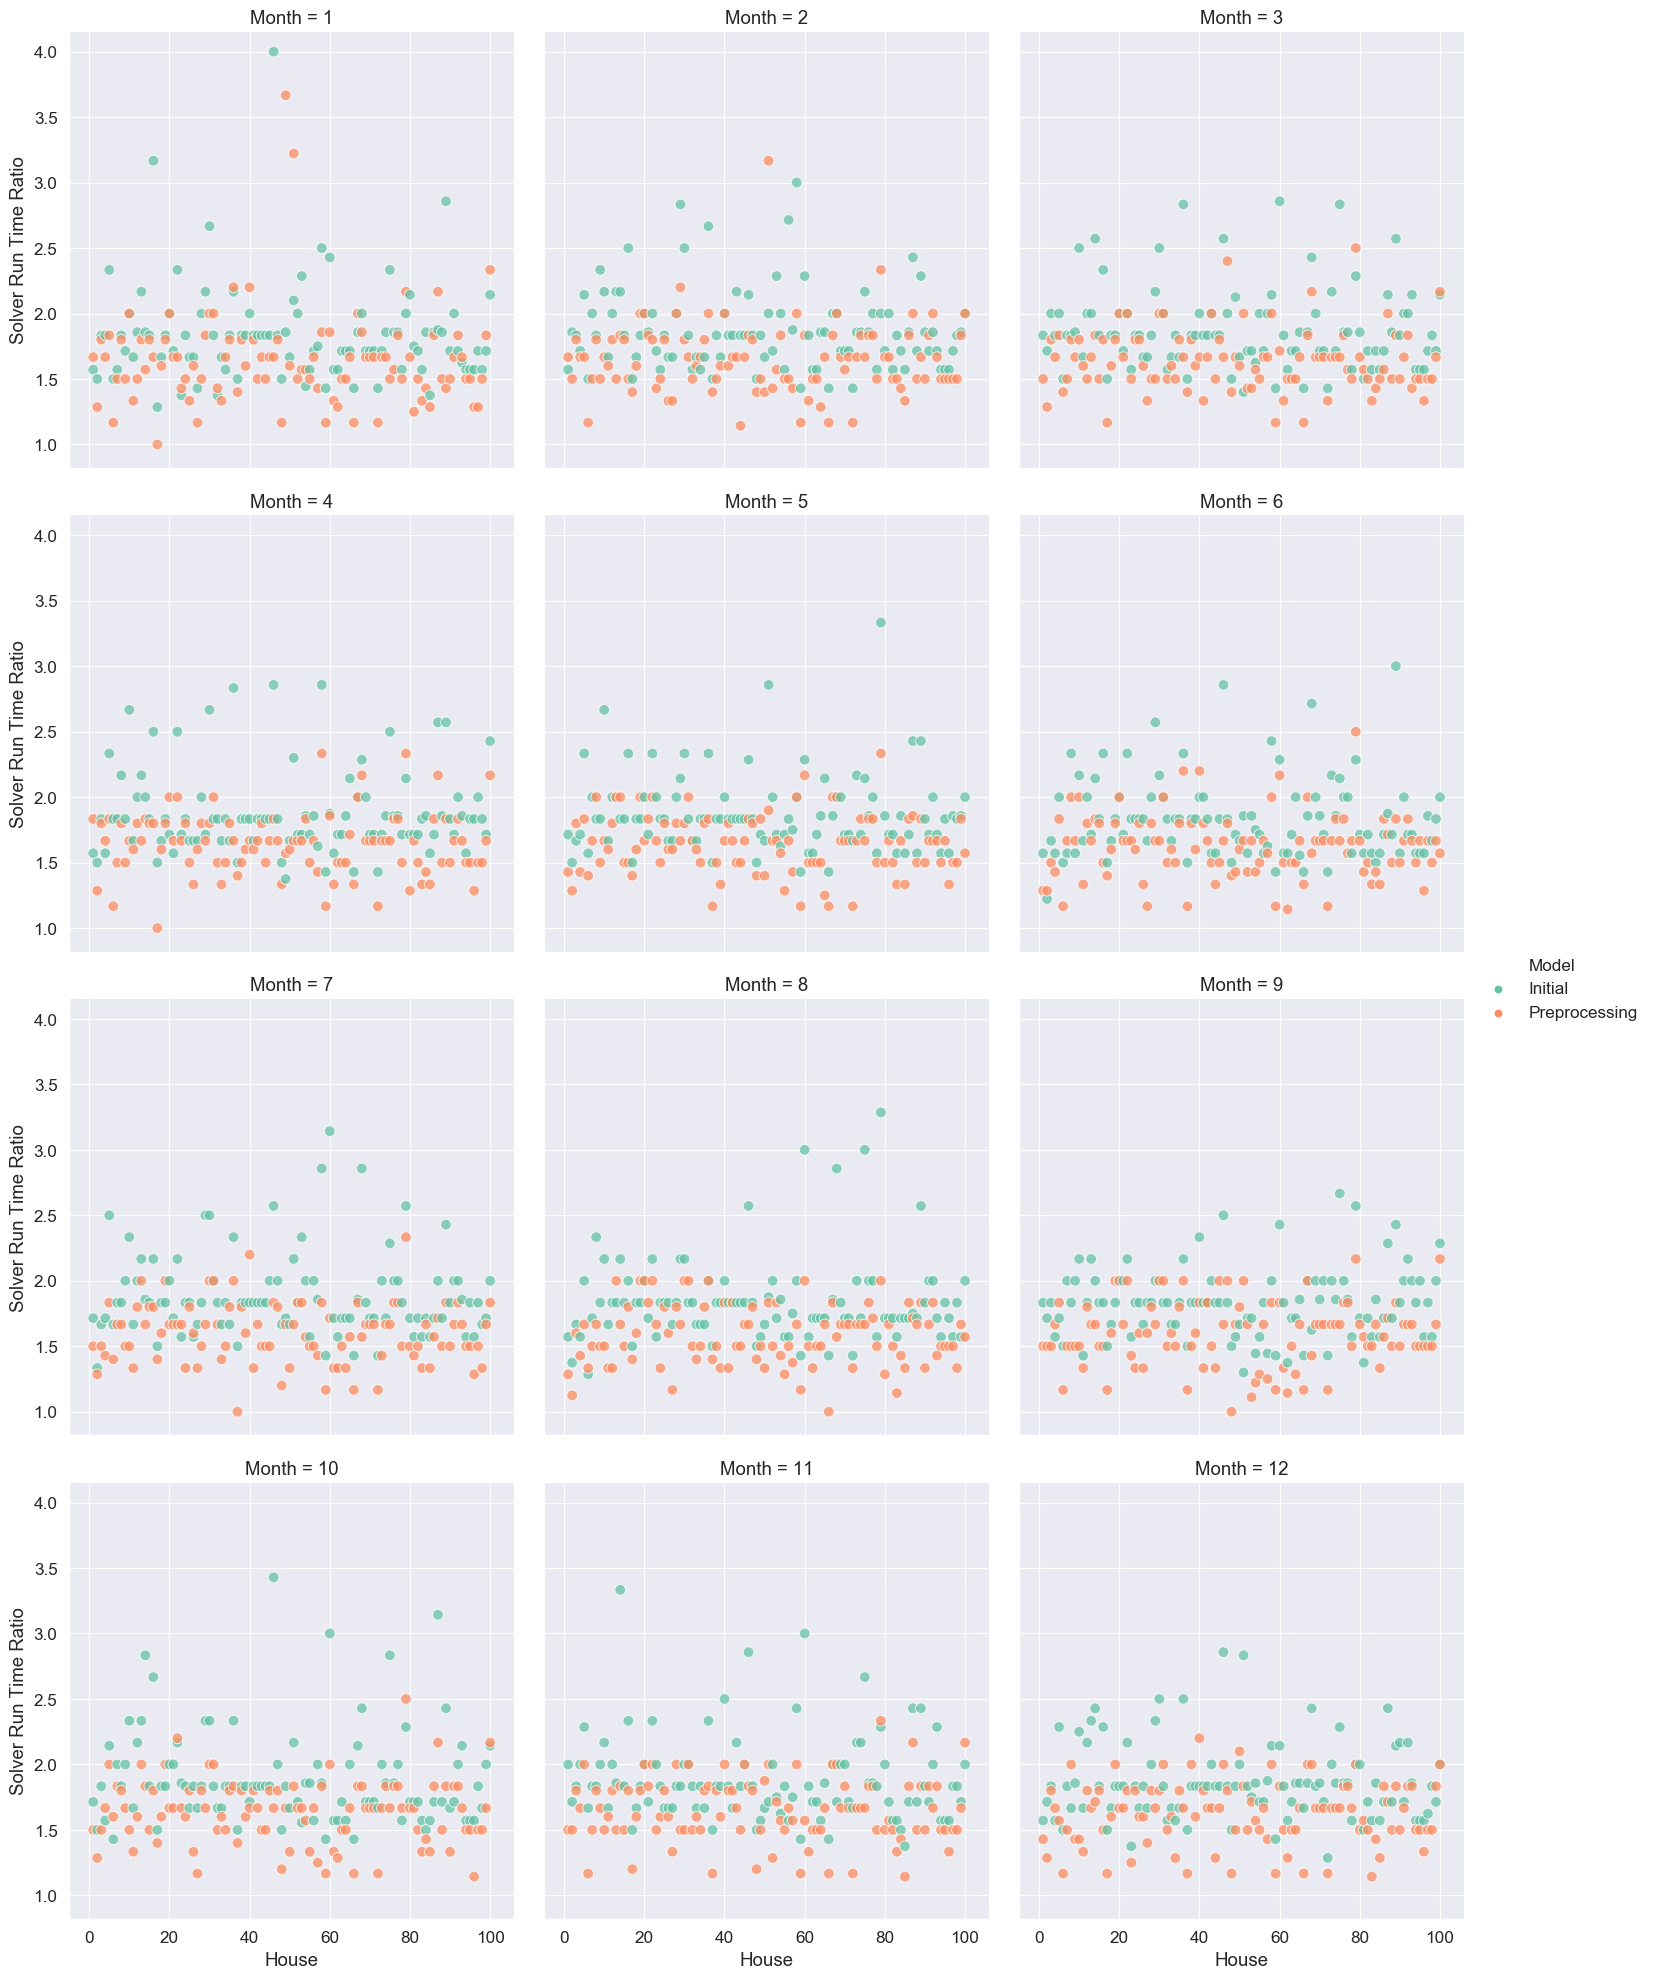 Month = 1
Month = 2
Month = 3
4.0
3.5
3.0
2.5
2.0
1.5
1.0
Solver Run Time Ratio
Month = 4
Month = 5
Month = 6
4.0
3.5
3.0
2.5
2.0
1.5
1.0
Solver Run Time Ratio
Model
Initial
Preprocessing
Month = 7
Month = 8
Month = 9
4.0
3.5
3.0
2.5
2.0
1.5
1.0
Solver Run Time Ratio
Month = 10
Month = 11
Month = 12
4.0
3.5
3.0
2.5
2.0
1.5
1.0
Solver Run Time Ratio
0 20 40 60 80 100
0 20 40 60 80 100
0 20 40 60 80 100
House
House
House